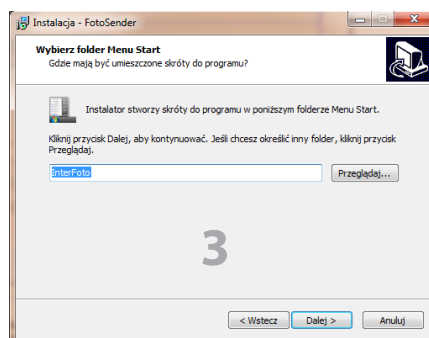 Instalacja - FotoSender
Wybierz folder Menu Start
Gdzie mają być umieszczone skróty do programu?
Instalator stworzy skróty do programu w poniższym folderze Menu Start.
Kliknij przycisk Dalej, aby kontynuować. Jeśli chcesz określić inny folder, kliknij przycisk
Przeglądaj.
InterFoto
Przeglądaj...
3
< Wstecz
Dalej >
Anuluj